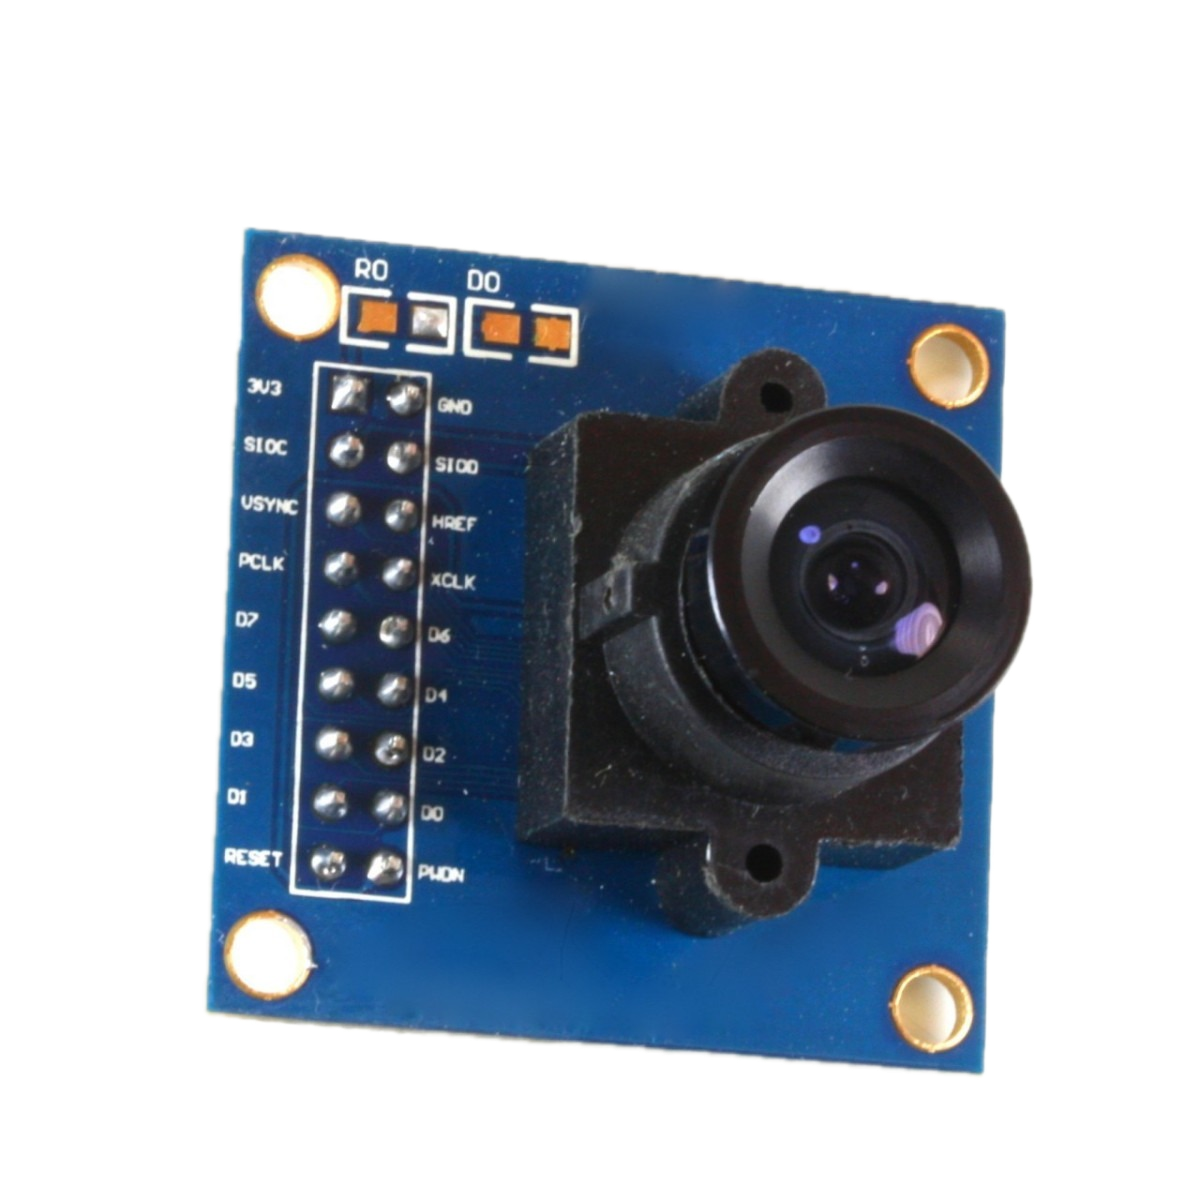 R0 D0
3V3 GND
SIOC SIOD
VSYNC HREF
PCLK XCLK
D7 D6
D5 D4
D3 D2
D1 D0
RESET PWDN